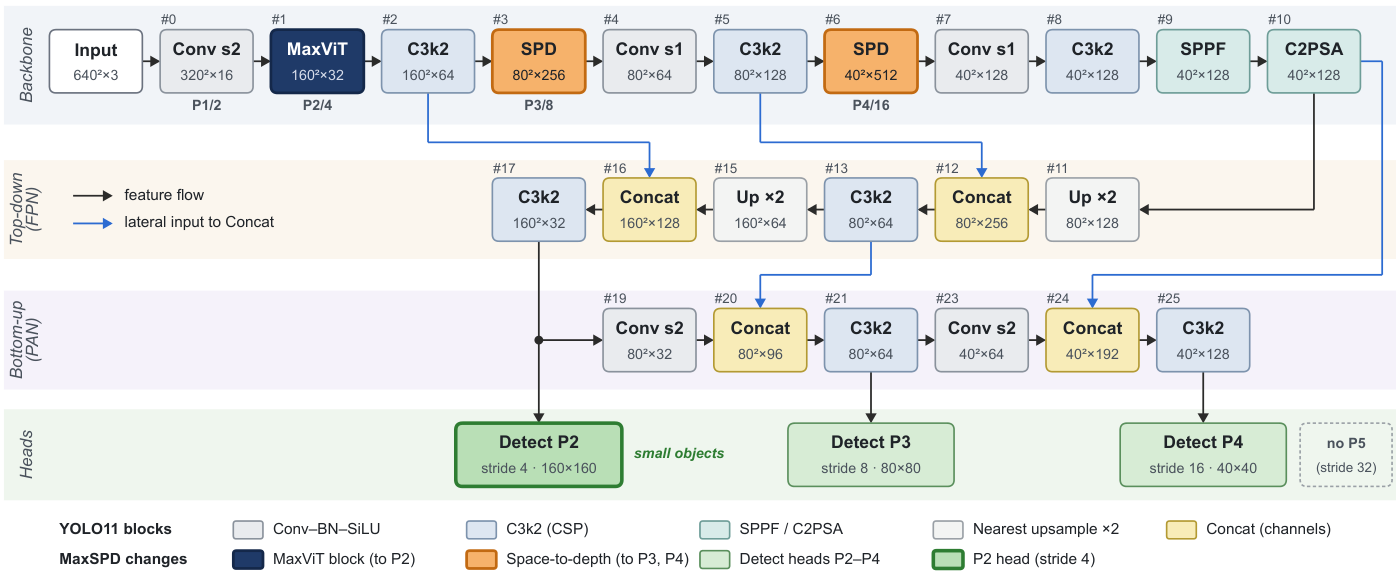 Backbone
#0 #1 #2 #3 #4 #5 #6 #7 #8 #9 #10
Input Conv s2 MaxViT C3k2 SPD Conv s1 C3k2 SPD Conv s1 C3k2 SPPF C2PSA
640²×3 320²×16 160²×32 160²×64 80²×256 80²×64 80²×128 40²×512 40²×128 40²×128 40²×128 40²×128
P1/2 P2/4 P3/8 P4/16
Top-down
(FPN)
#17 #16 #15 #13 #12 #11
feature flow
lateral input to Concat
C3k2 Concat Up ×2 C3k2 Concat Up ×2
160²×32 160²×128 160²×64 80²×64 80²×256 80²×128
Bottom-up
(PAN)
#19 #20 #21 #23 #24 #25
Conv s2 Concat C3k2 Conv s2 Concat C3k2
80²×32 80²×96 80²×64 40²×64 40²×192 40²×128
Heads
Detect P2 Detect P3 Detect P4 no P5
stride 4 · 160×160 small objects stride 8 · 80×80 stride 16 · 40×40 (stride 32)
YOLO11 blocks Conv–BN–SiLU C3k2 (CSP) SPPF / C2PSA Nearest upsample ×2 Concat (channels)
MaxSPD changes MaxViT block (to P2) Space-to-depth (to P3, P4) Detect heads P2–P4 P2 head (stride 4)